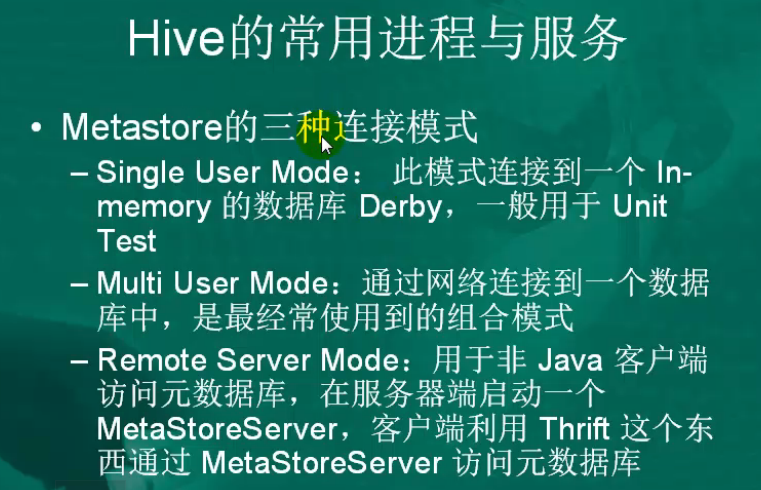 Hive的常用进程与服务
• Metastore的三种连接模式
– Single User Mode： 此模式连接到一个 In-
memory 的数据库 Derby，一般用于 Unit
Test
– Multi User Mode：通过网络连接到一个数据
库中，是最经常使用到的组合模式
– Remote Server Mode：用于非 Java 客户端
访问元数据库，在服务器端启动一个
MetaStoreServer，客户端利用 Thrift 这个东
西通过 MetaStoreServer 访问元数据库